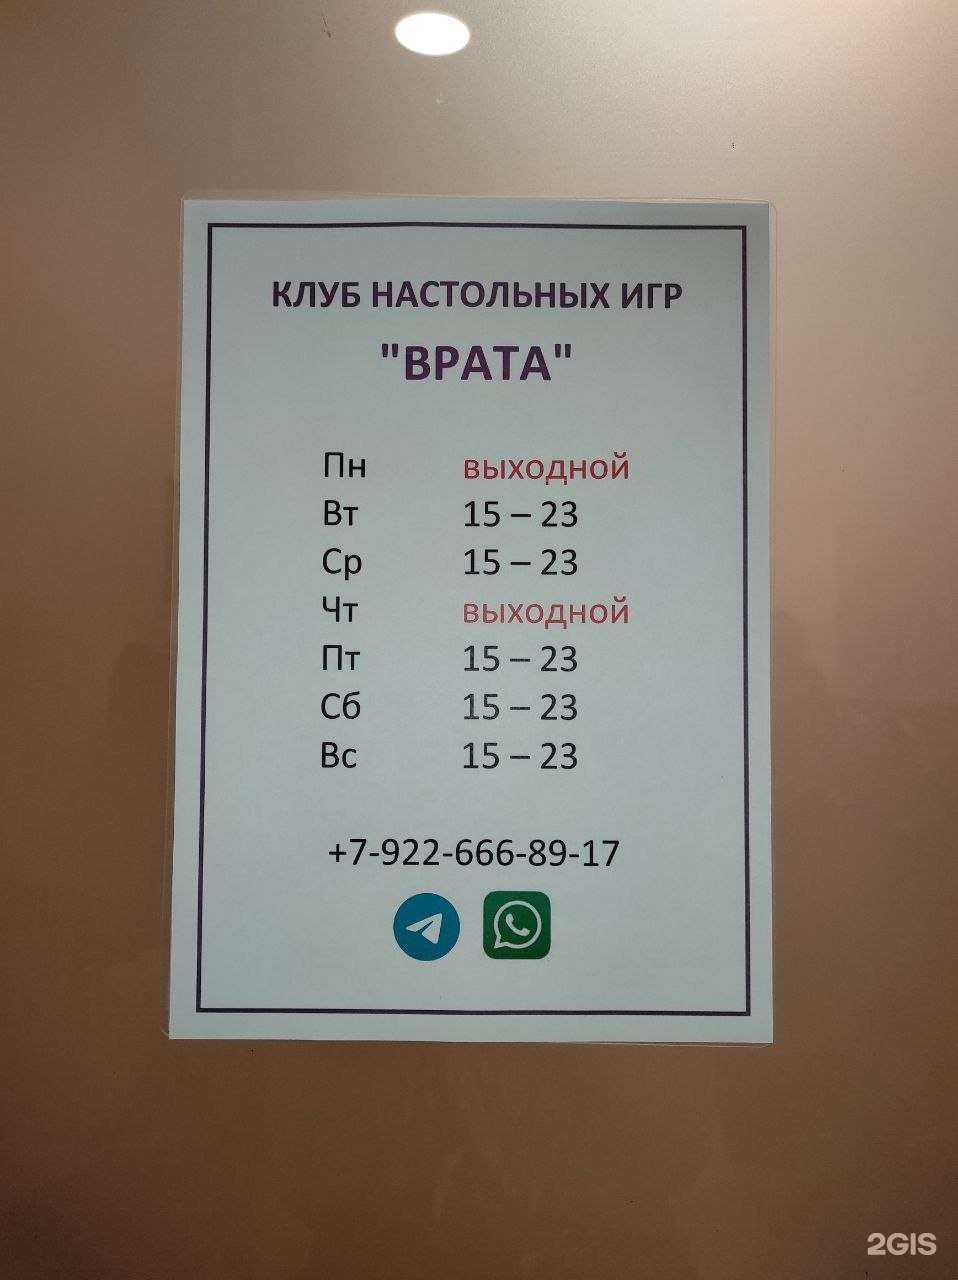 КЛУБ НАСТОЛЬНЫХ ИГР
"ВРАТА"
Пн выходной
Вт 15 – 23
Ср 15 – 23
Чт выходной
Пт 15 – 23
Сб 15 – 23
Вс 15 – 23
+7-922-666-89-17
2GIS